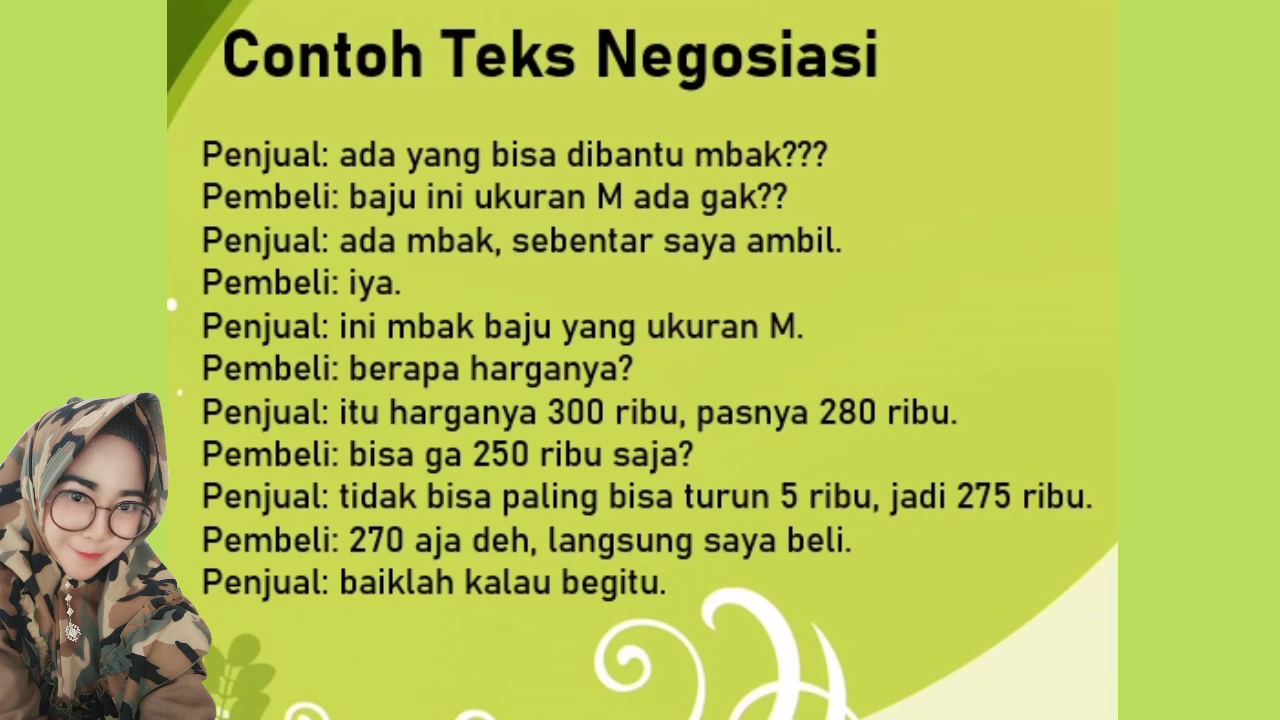 Contoh Teks Negosiasi
Penjual: ada yang bisa dibantu mbak???
Pembeli: baju ini ukuran M ada gak??
Penjual: ada mbak, sebentar saya ambil.
Pembeli: iya.
Penjual: ini mbak baju yang ukuran M.
Pembeli: berapa harganya?
Penjual: itu harganya 300 ribu, pasnya 280 ribu.
Pembeli: bisa ga 250 ribu saja?
Penjual: tidak bisa paling bisa turun 5 ribu, jadi 275 ribu.
Pembeli: 270 aja deh, langsung saya beli.
Penjual: baiklah kalau begitu.